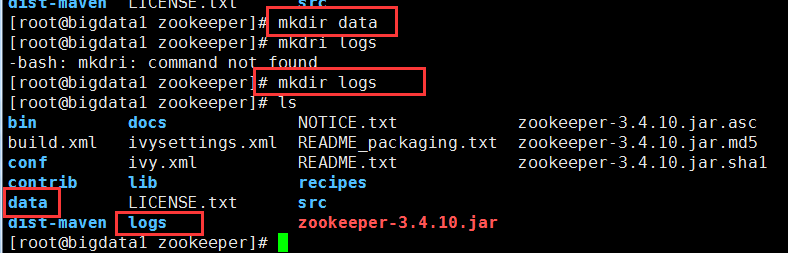 dist-maven LICENSE.txt src
[root@bigdata1 zookeeper]# mkdir data
[root@bigdata1 zookeeper]# mkdri logs
-bash: mkdri: command not found
[root@bigdata1 zookeeper]# mkdir logs
[root@bigdata1 zookeeper]# ls
bin docs NOTICE.txt zookeeper-3.4.10.jar.asc
build.xml ivysettings.xml README_packaging.txt zookeeper-3.4.10.jar.md5
conf ivy.xml README.txt zookeeper-3.4.10.jar.sha1
contrib lib recipes
data LICENSE.txt src
dist-maven logs zookeeper-3.4.10.jar
[root@bigdata1 zookeeper]#